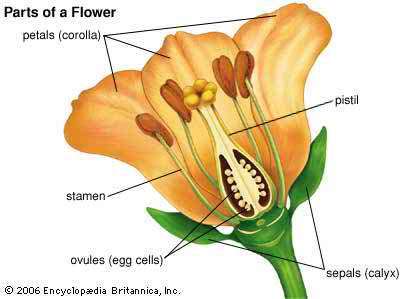 Parts of a Flower
petals (corolla)
pistil
stamen
ovules (egg cells)
sepals (calyx)
© 2006 Encyclopædia Britannica, Inc.